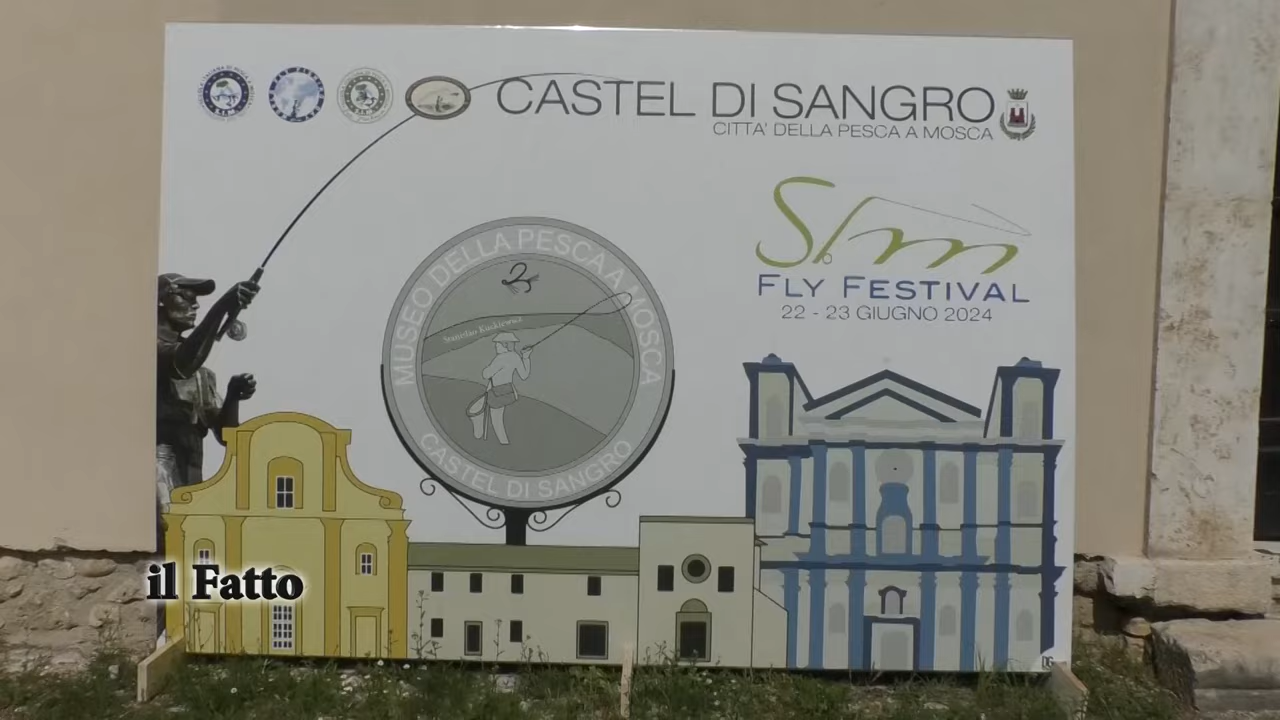 CASTEL DI SANGRO
CITTA' DELLA PESCA A MOSCA
S.I.M
FLY FESTIVAL
22 - 23 GIUGNO 2024
MUSEO DELLA PESCA A MOSCA
Stanislao Kuckiewicz
CASTEL DI SANGRO
il Fatto
DG